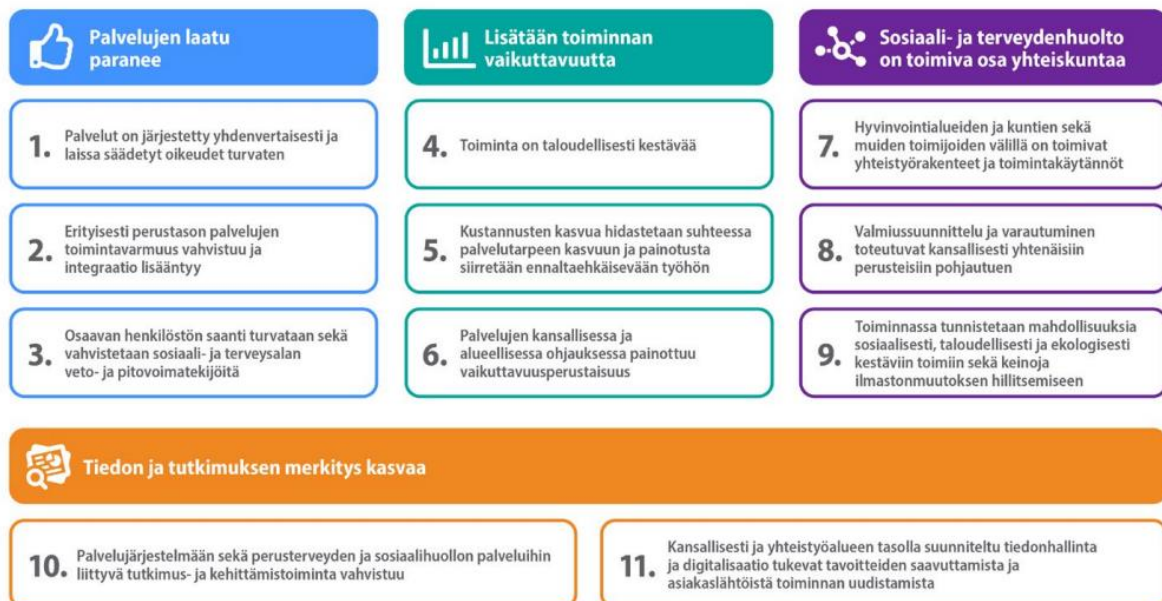 Palvelujen laatu
paranee
1. Palvelut on järjestetty yhdenvertaisesti ja
laissa säädetyt oikeudet turvaten
2. Erityisesti perustason palvelujen
toimintavarmuus vahvistuu ja
integraatio lisääntyy
3. Osaavan henkilöstön saanti turvataan sekä
vahvistetaan sosiaali- ja terveysalan
veto- ja pitovoimatekijöitä
Lisätään toiminnan
vaikuttavuutta
4. Toiminta on taloudellisesti kestävää
5. Kustannusten kasvua hidastetaan suhteessa
palvelutarpeen kasvuun ja painotusta
siirretään ennaltaehkäisevään työhön
6. Palvelujen kansallisessa ja
alueellisessa ohjauksessa painottuu
vaikuttavuusperustaisuus
Sosiaali- ja terveydenhuolto
on toimiva osa yhteiskuntaa
7. Hyvinvointialueiden ja kuntien sekä
muiden toimijoiden välillä on toimivat
yhteistyörakenteet ja toimintakäytännöt
8. Valmiussuunnittelu ja varautuminen
toteutuvat kansallisesti yhtenäisiin
perusteisiin pohjautuen
9. Toiminnassa tunnistetaan mahdollisuuksia
sosiaalisesti, taloudellisesti ja ekologisesti
kestäviin toimiin sekä keinoja
ilmastonmuutoksen hillitsemiseen
Tiedon ja tutkimuksen merkitys kasvaa
10. Palvelujärjestelmään sekä perusterveyden ja sosiaalihuollon palveluihin
liittyvä tutkimus- ja kehittämistoiminta vahvistuu
11. Kansallisesti ja yhteistyöalueen tasolla suunniteltu tiedonhallinta
ja digitalisaatio tukevat tavoitteiden saavuttamista ja
asiakaslähtöistä toiminnan uudistamista